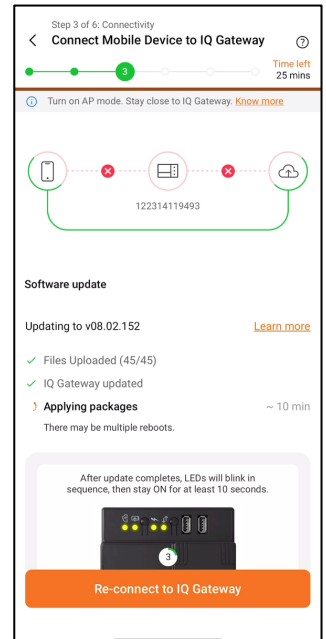 Step 3 of 6: Connectivity
Connect Mobile Device to IQ Gateway
?
3
Time left
25 mins
Turn on AP mode. Stay close to IQ Gateway. Know more
122314119493
Software update
Updating to v08.02.152
Learn more
Files Uploaded (45/45)
IQ Gateway updated
Applying packages
~ 10 min
There may be multiple reboots.
After update completes, LEDs will blink in
sequence, then stay ON for at least 10 seconds.
3
Re-connect to IQ Gateway